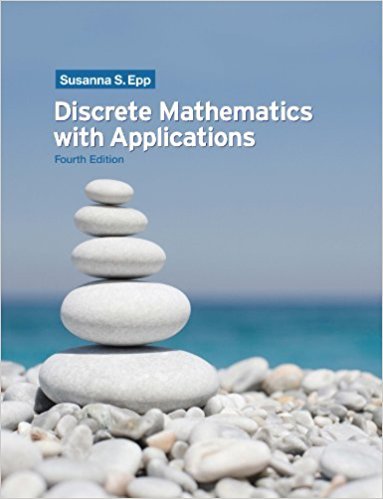 Susanna S. Epp
Discrete Mathematics
with Applications
Fourth Edition